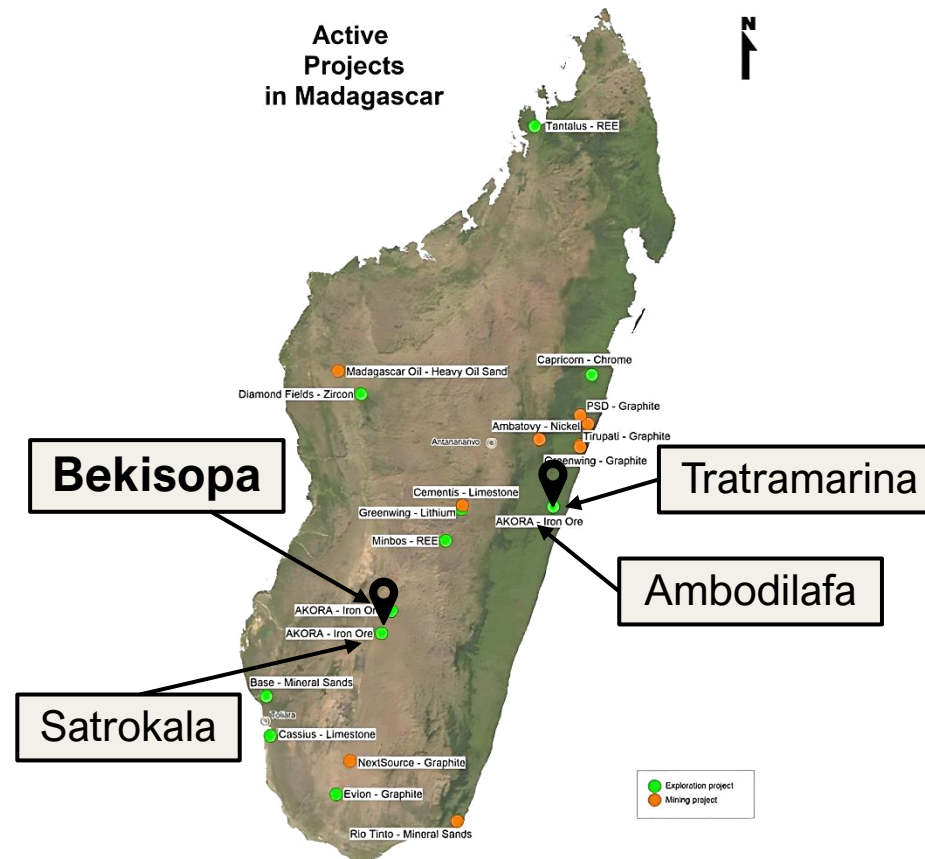 Active
Projects
in Madagascar
N
Tantalus - REE
Capricorn - Chrome
Madagascar Oil - Heavy Oil Sand
Diamond Fields - Zircon
PSD - Graphite
Ambatovy - Nickel
Tirupati - Graphite
Antananarivo
Greenwing - Graphite
Bekisopa
Tratramarina
Cementis - Limestone
Greenwing - Lithium
AKORA - Iron Ore
Minbos - REE
Ambodilafa
AKORA - Iron Ore
AKORA - Iron Ore
Base - Mineral Sands
Satrokala
Toliara
Cassius - Limestone
NextSource - Graphite
Evion - Graphite
Rio Tinto - Mineral Sands
Exploration project
Mining project